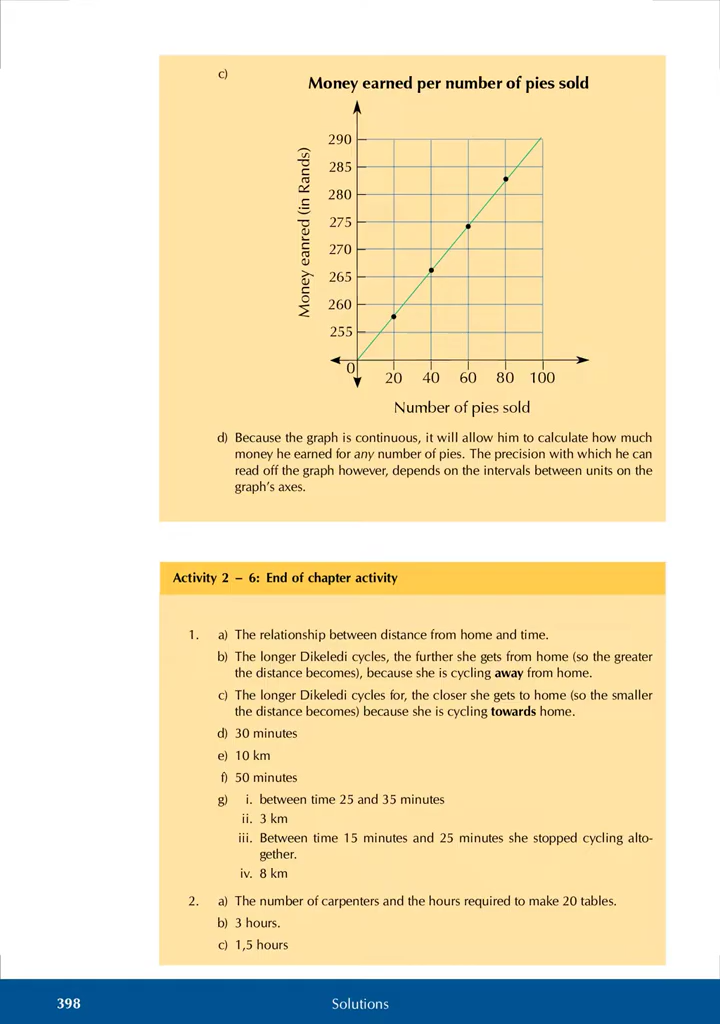 c)
Money earned per number of pies sold
Money eanred (in Rands)
290
285
280
275
270
265
260
255
0
20 40 60 80 100
Number of pies sold
d) Because the graph is continuous, it will allow him to calculate how much
money he earned for any number of pies. The precision with which he can
read off the graph however, depends on the intervals between units on the
graph's axes.
Activity 2 – 6: End of chapter activity
1. a) The relationship between distance from home and time.
b) The longer Dikeledi cycles, the further she gets from home (so the greater
the distance becomes), because she is cycling away from home.
c) The longer Dikeledi cycles for, the closer she gets to home (so the smaller
the distance becomes) because she is cycling towards home.
d) 30 minutes
e) 10 km
f) 50 minutes
g) i. between time 25 and 35 minutes
ii. 3 km
iii. Between time 15 minutes and 25 minutes she stopped cycling alto-
gether.
iv. 8 km
2. a) The number of carpenters and the hours required to make 20 tables.
b) 3 hours.
c) 1,5 hours
398 Solutions